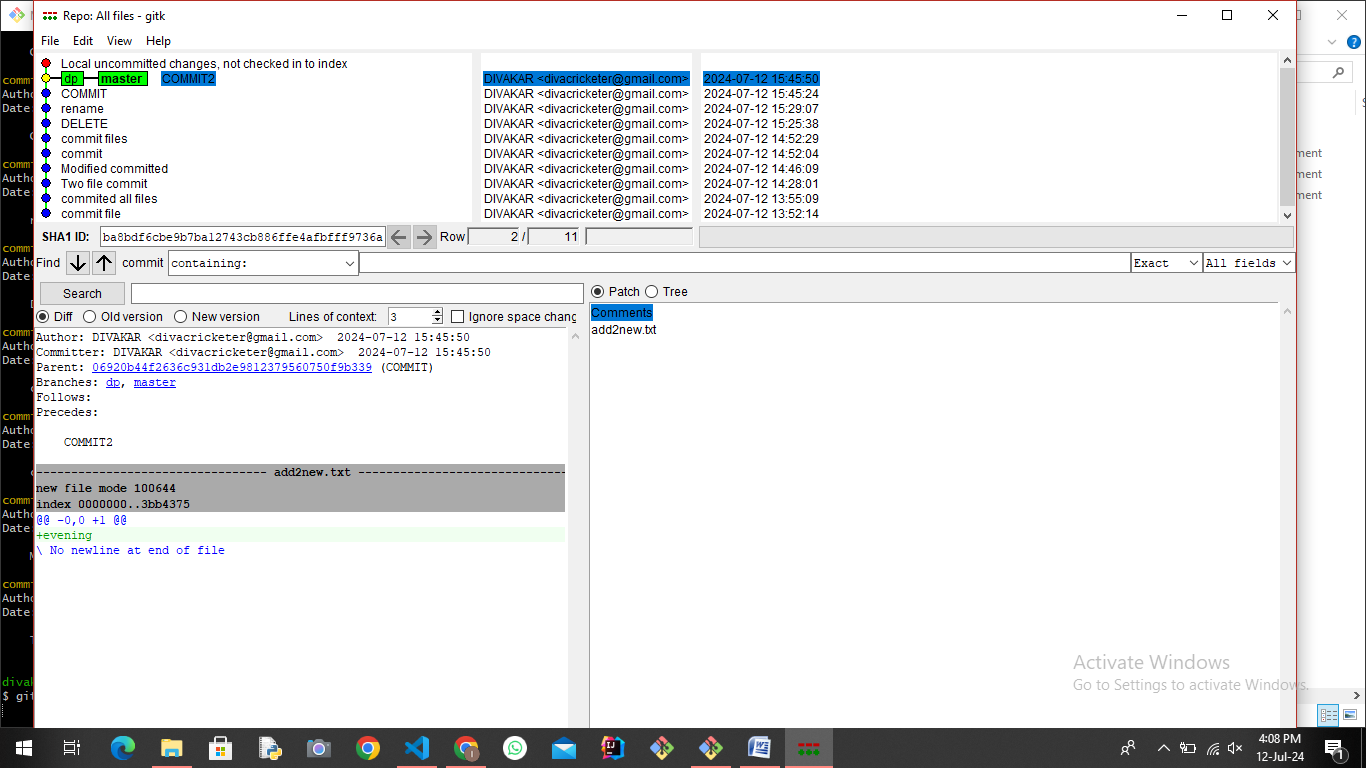 Repo: All files - gitk
File Edit View Help
Local uncommitted changes, not checked in to index
dp master COMMIT2 DIVAKAR <divacricketer@gmail.com> 2024-07-12 15:45:50
COMMIT DIVAKAR <divacricketer@gmail.com> 2024-07-12 15:45:24
rename DIVAKAR <divacricketer@gmail.com> 2024-07-12 15:29:07
DELETE DIVAKAR <divacricketer@gmail.com> 2024-07-12 15:25:38
commit files DIVAKAR <divacricketer@gmail.com> 2024-07-12 14:52:29
commit DIVAKAR <divacricketer@gmail.com> 2024-07-12 14:52:04
Modified committed DIVAKAR <divacricketer@gmail.com> 2024-07-12 14:46:09
Two file commit DIVAKAR <divacricketer@gmail.com> 2024-07-12 14:28:01
commited all files DIVAKAR <divacricketer@gmail.com> 2024-07-12 13:55:09
commit file DIVAKAR <divacricketer@gmail.com> 2024-07-12 13:52:14
SHA1 ID: ba8bdf6cbe9b7ba12743cb886ffe4afbfff9736a Row 2 / 11
Find commit containing: Exact All fields
Search
Diff Old version New version Lines of context: 3 Ignore space chang
Author: DIVAKAR <divacricketer@gmail.com> 2024-07-12 15:45:50
Committer: DIVAKAR <divacricketer@gmail.com> 2024-07-12 15:45:50
Parent: 06920b44f2636c931db2e9812379560750f9b339 (COMMIT)
Branches: dp, master
Follows:
Precedes:
COMMIT2
--------------------------------- add2new.txt ------------------------------
new file mode 100644
index 0000000..3bb4375
@@ -0,0 +1 @@
+evening
\ No newline at end of file
Patch Tree
Comments
add2new.txt
Activate Windows
Go to Settings to activate Windows.
4:08 PM
12-Jul-24
1